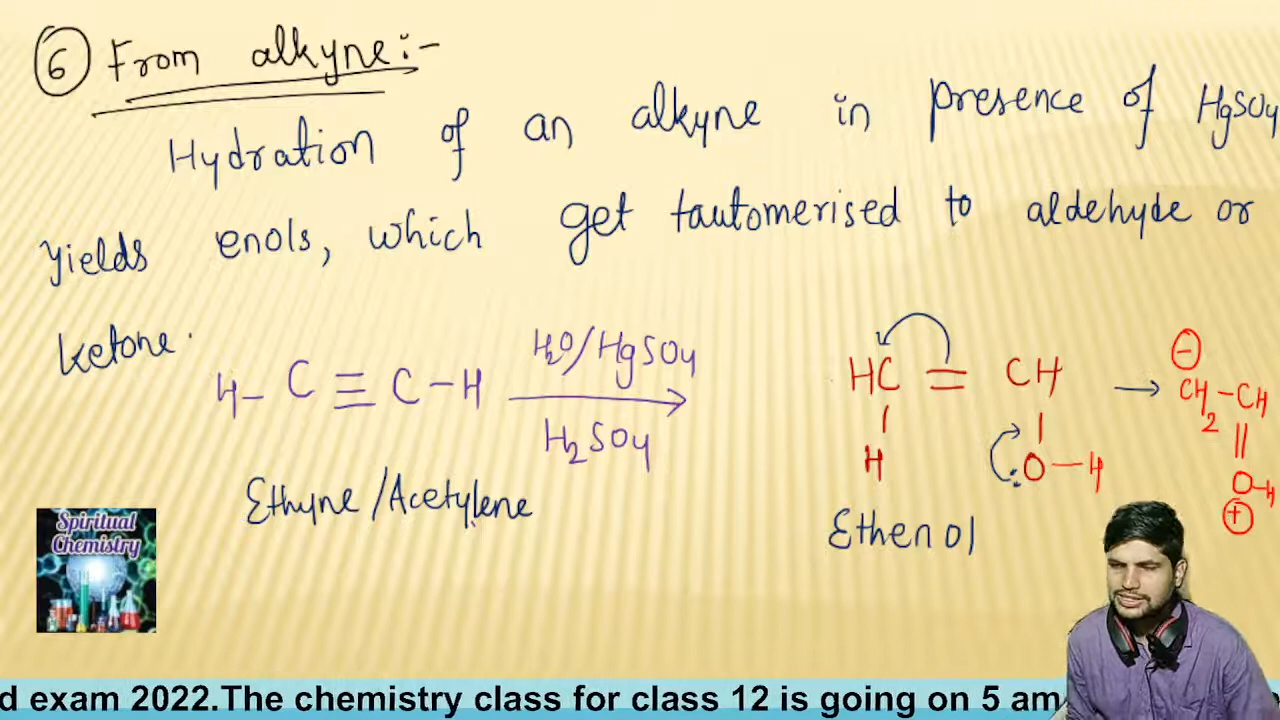 6 From alkyne:-
Hydration of an alkyne in presence of HgSO4
yields enols, which get tautomerised to aldehyde or
ketone.
H - C ≡ C - H H2O/HgSO4 → H2SO4
HC = CH → ⊖ CH2 - CH
H O - H || O-H ⊕
Ethyne/Acetylene
Ethenol
Spiritual
Chemistry
d exam 2022.The chemistry class for class 12 is going on 5 am